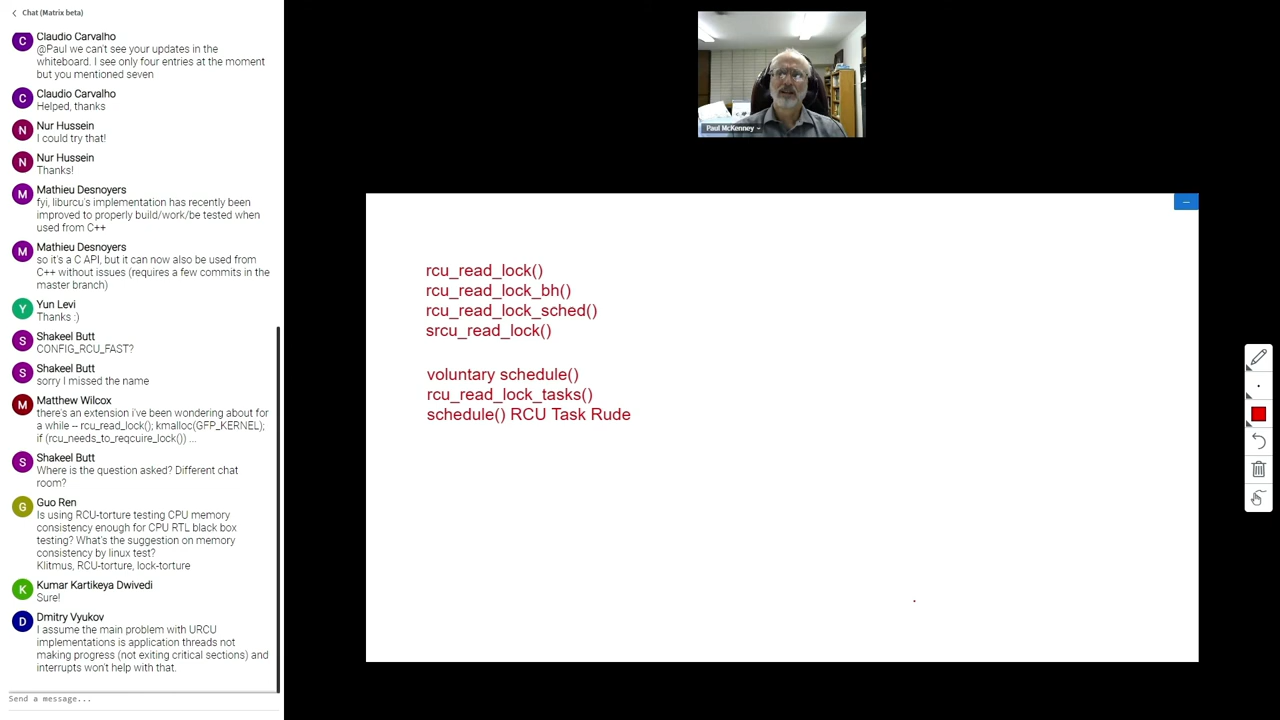 Chat (Matrix beta)
Claudio Carvalho
@Paul we can't see your updates in the
whiteboard. I see only four entries at the moment
but you mentioned seven
Claudio Carvalho
Helped, thanks
Nur Hussein
I could try that!
Nur Hussein
Thanks!
Mathieu Desnoyers
fyi, liburcu's implementation has recently been
improved to properly build/work/be tested when
used from C++
Mathieu Desnoyers
so it's a C API, but it can now also be used from
C++ without issues (requires a few commits in the
master branch)
Yun Levi
Thanks :)
Shakeel Butt
CONFIG_RCU_FAST?
Shakeel Butt
sorry I missed the name
Matthew Wilcox
there's an extension i've been wondering about for
a while -- rcu_read_lock(); kmalloc(GFP_KERNEL);
if (rcu_needs_to_reqcuire_lock()) ...
Shakeel Butt
Where is the question asked? Different chat
room?
Guo Ren
Is using RCU-torture testing CPU memory
consistency enough for CPU RTL black box
testing? What's the suggestion on memory
consistency by linux test?
Klitmus, RCU-torture, lock-torture
Kumar Kartikeya Dwivedi
Sure!
Dmitry Vyukov
I assume the main problem with URCU
implementations is application threads not
making progress (not exiting critical sections) and
interrupts won't help with that.
Send a message...
C
C
N
N
M
M
Y
S
S
M
S
G
K
D
Paul McKenney
rcu_read_lock()
rcu_read_lock_bh()
rcu_read_lock_sched()
srcu_read_lock()
voluntary schedule()
rcu_read_lock_tasks()
schedule() RCU Task Rude